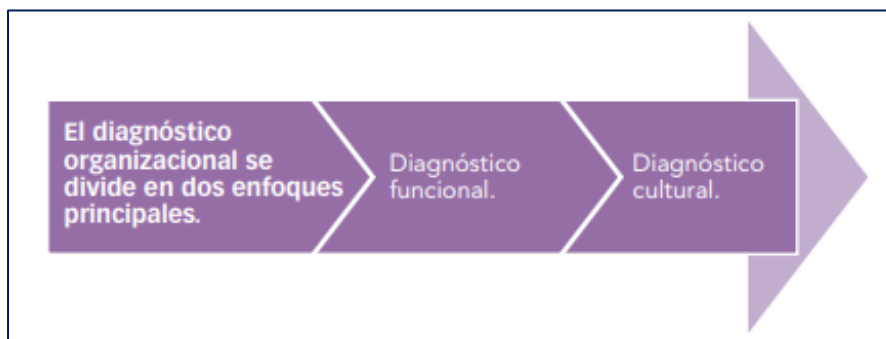 El diagnóstico
organizacional se
divide en dos enfoques
principales.
Diagnóstico
funcional.
Diagnóstico
cultural.